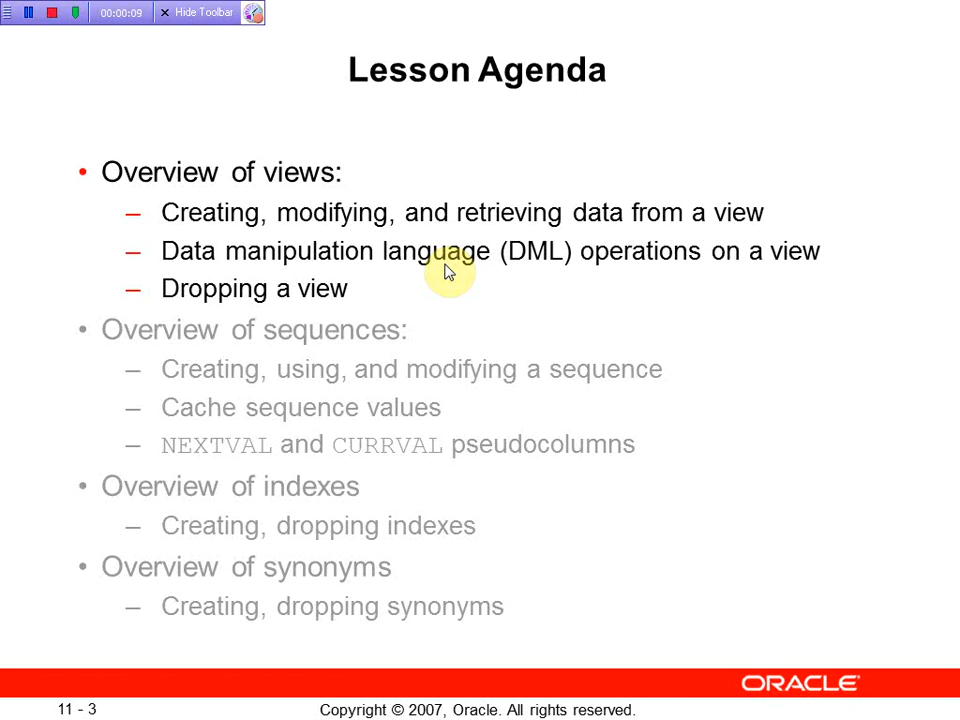 00:00:09 Hide Toolbar
Lesson Agenda
• Overview of views:
– Creating, modifying, and retrieving data from a view
– Data manipulation language (DML) operations on a view
– Dropping a view
• Overview of sequences:
– Creating, using, and modifying a sequence
– Cache sequence values
– NEXTVAL and CURRVAL pseudocolumns
• Overview of indexes
– Creating, dropping indexes
• Overview of synonyms
– Creating, dropping synonyms
ORACLE
11 - 3 Copyright © 2007, Oracle. All rights reserved.